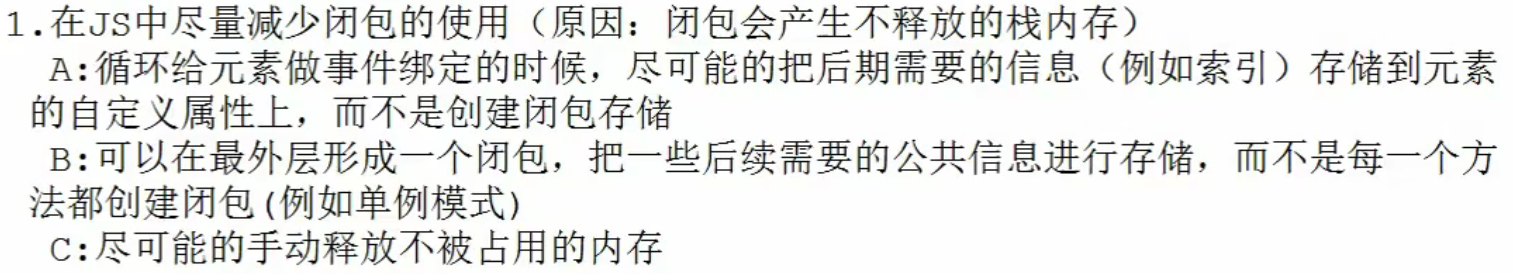 1.在JS中尽量减少闭包的使用（原因：闭包会产生不释放的栈内存）
A:循环给元素做事件绑定的时候，尽可能的把后期需要的信息（例如索引）存储到元素
的自定义属性上，而不是创建闭包存储
B:可以在最外层形成一个闭包，把一些后续需要的公共信息进行存储，而不是每一个方
法都创建闭包(例如单例模式)
C:尽可能的手动释放不被占用的内存